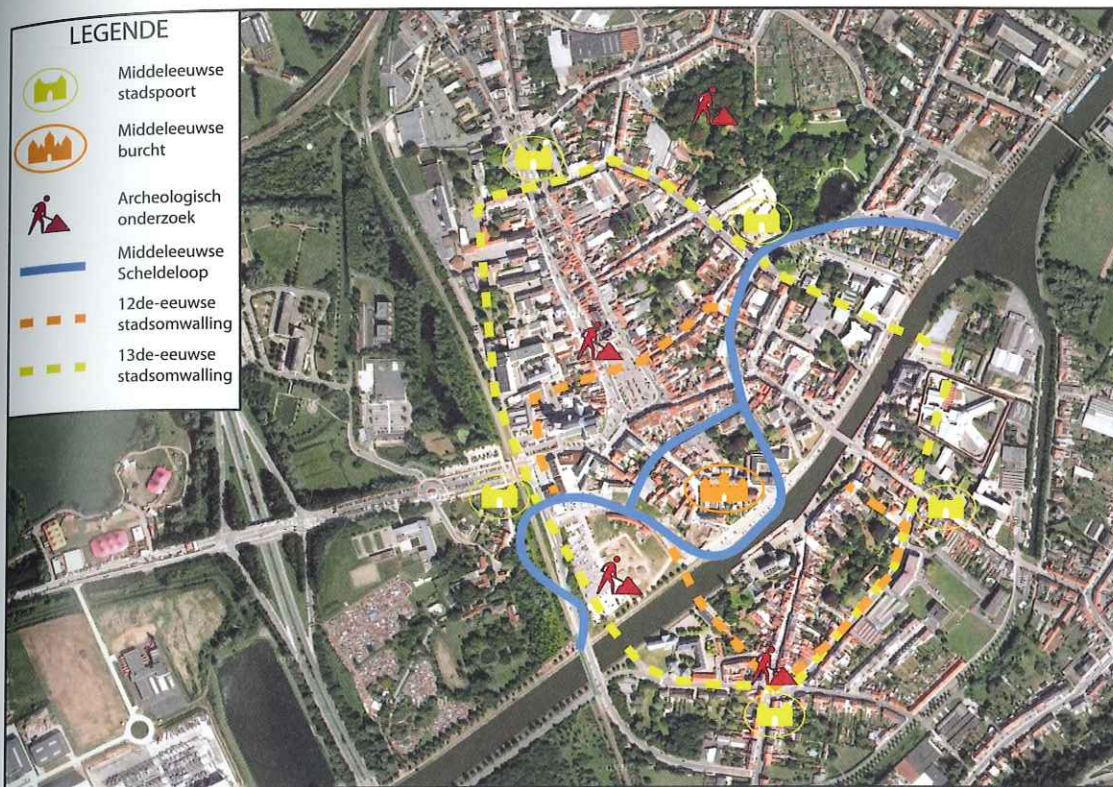 LEGENDE
Middeleeuwse
stadspoort
Middeleeuwse
burcht
Archeologisch
onderzoek
Middeleeuwse
Scheldeloop
12de-eeuwse
stadsomwalling
13de-eeuwse
stadsomwalling